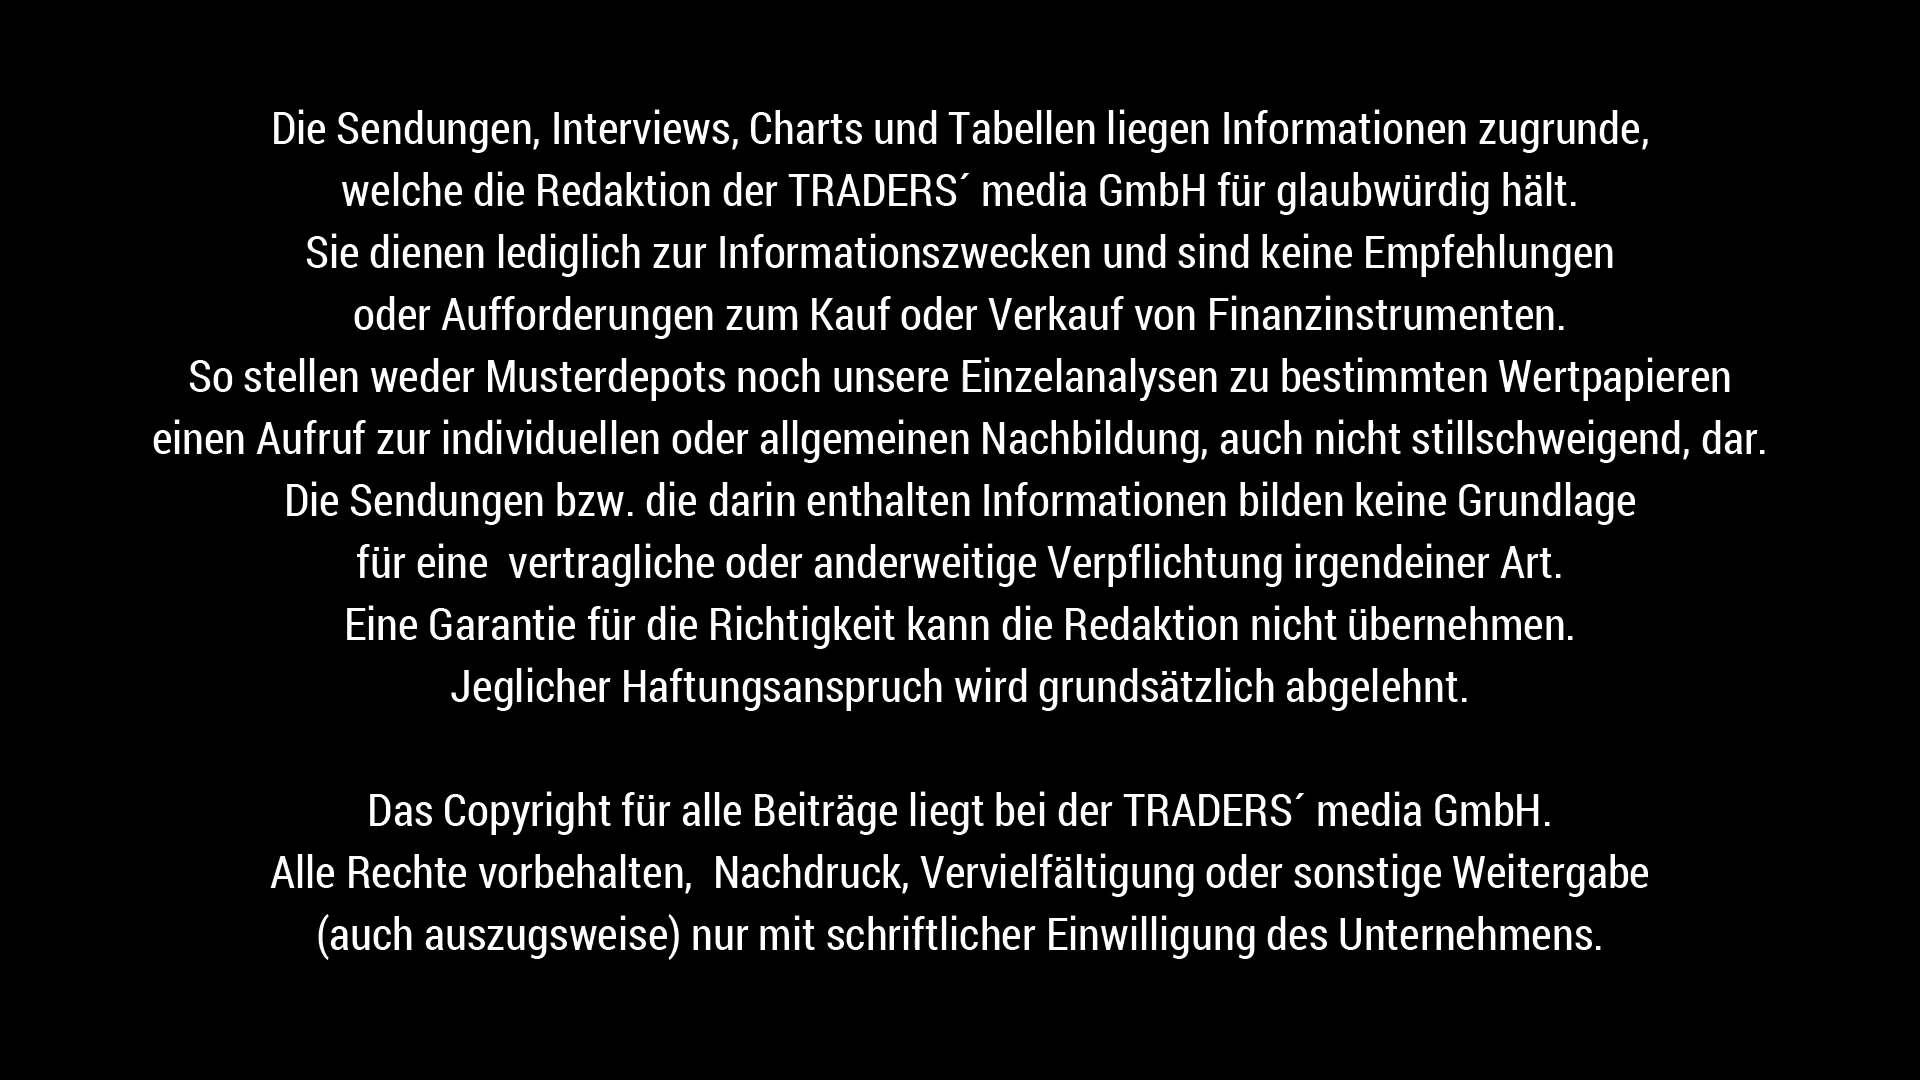 Die Sendungen, Interviews, Charts und Tabellen liegen Informationen zugrunde,
welche die Redaktion der TRADERS´ media GmbH für glaubwürdig hält.
Sie dienen lediglich zur Informationszwecken und sind keine Empfehlungen
oder Aufforderungen zum Kauf oder Verkauf von Finanzinstrumenten.
So stellen weder Musterdepots noch unsere Einzelanalysen zu bestimmten Wertpapieren
einen Aufruf zur individuellen oder allgemeinen Nachbildung, auch nicht stillschweigend, dar.
Die Sendungen bzw. die darin enthalten Informationen bilden keine Grundlage
für eine  vertragliche oder anderweitige Verpflichtung irgendeiner Art.
Eine Garantie für die Richtigkeit kann die Redaktion nicht übernehmen.
Jeglicher Haftungsanspruch wird grundsätzlich abgelehnt.
Das Copyright für alle Beiträge liegt bei der TRADERS´ media GmbH.
Alle Rechte vorbehalten,  Nachdruck, Vervielfältigung oder sonstige Weitergabe
(auch auszugsweise) nur mit schriftlicher Einwilligung des Unternehmens.